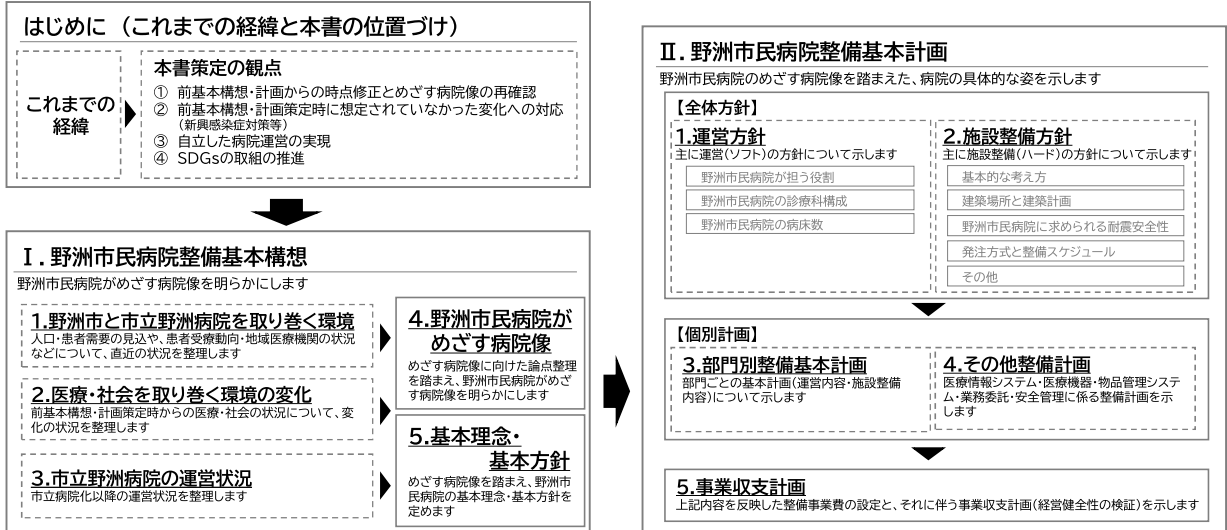 はじめに（これまでの経緯と本書の位置づけ）
これまでの
経緯
本書策定の観点
① 前基本構想・計画からの時点修正とめざす病院像の再確認
② 前基本構想・計画策定時に想定されていなかった変化への対応
（新興感染症対策等）
③ 自立した病院運営の実現
④ SDGsの取組の推進
Ⅰ.野洲市民病院整備基本構想
野洲市民病院がめざす病院像を明らかにします
1.野洲市と市立野洲病院を取り巻く環境
人口・患者需要の見込や、患者受療動向・地域医療機関の状況
などについて、直近の状況を整理します
2.医療・社会を取り巻く環境の変化
前基本構想・計画策定時からの医療・社会の状況について、変
化の状況を整理します
3.市立野洲病院の運営状況
市立病院化以降の運営状況を整理します
4.野洲市民病院が
めざす病院像
めざす病院像に向けた論点整理
を踏まえ、野洲市民病院がめざ
す病院像を明らかにします
5.基本理念・
基本方針
めざす病院像を踏まえ、野洲市
民病院の基本理念・基本方針を
定めます
Ⅱ.野洲市民病院整備基本計画
野洲市民病院のめざす病院像を踏まえた、病院の具体的な姿を示します
【全体方針】
1.運営方針
主に運営（ソフト）の方針について示します
野洲市民病院が担う役割
野洲市民病院の診療科構成
野洲市民病院の病床数
2.施設整備方針
主に施設整備（ハード）の方針について示します
基本的な考え方
建築場所と建築計画
野洲市民病院に求められる耐震安全性
発注方式と整備スケジュール
その他
【個別計画】
3.部門別整備基本計画
部門ごとの基本計画（運営内容・施設整備
内容）について示します
4.その他整備計画
医療情報システム・医療機器・物品管理システ
ム・業務委託・安全管理に係る整備計画を示
します
5.事業収支計画
上記内容を反映した整備事業費の設定と、それに伴う事業収支計画（経営健全性の検証）を示します